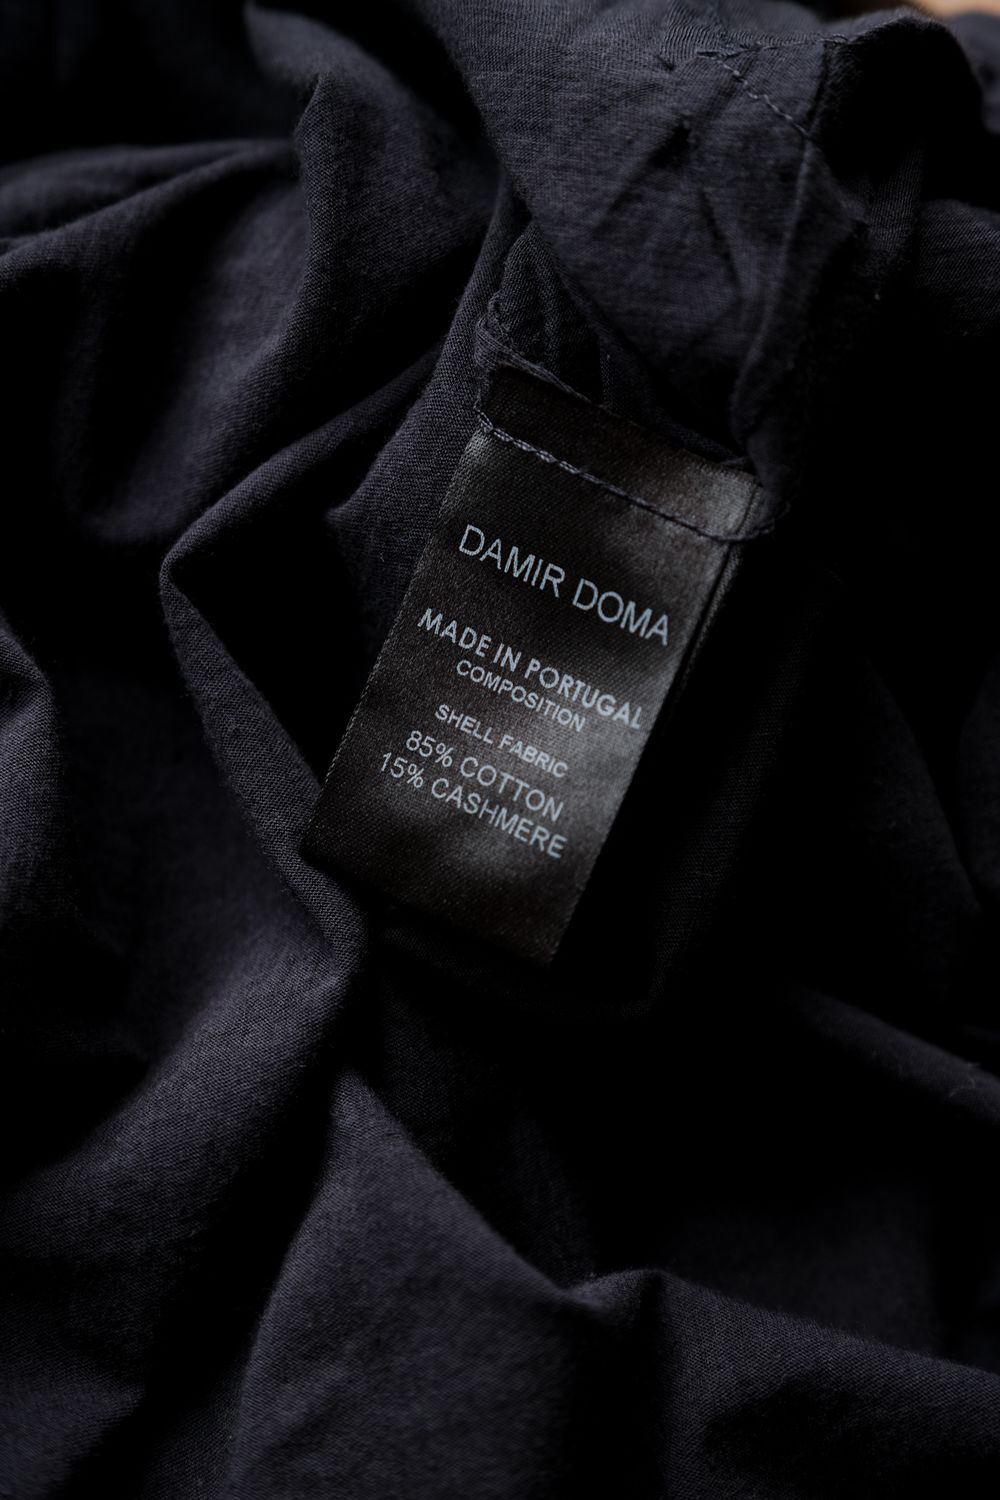 DAMIR DOMA
MADE IN PORTUGAL
COMPOSITION
SHELL FABRIC
85% COTTON
15% CASHMERE